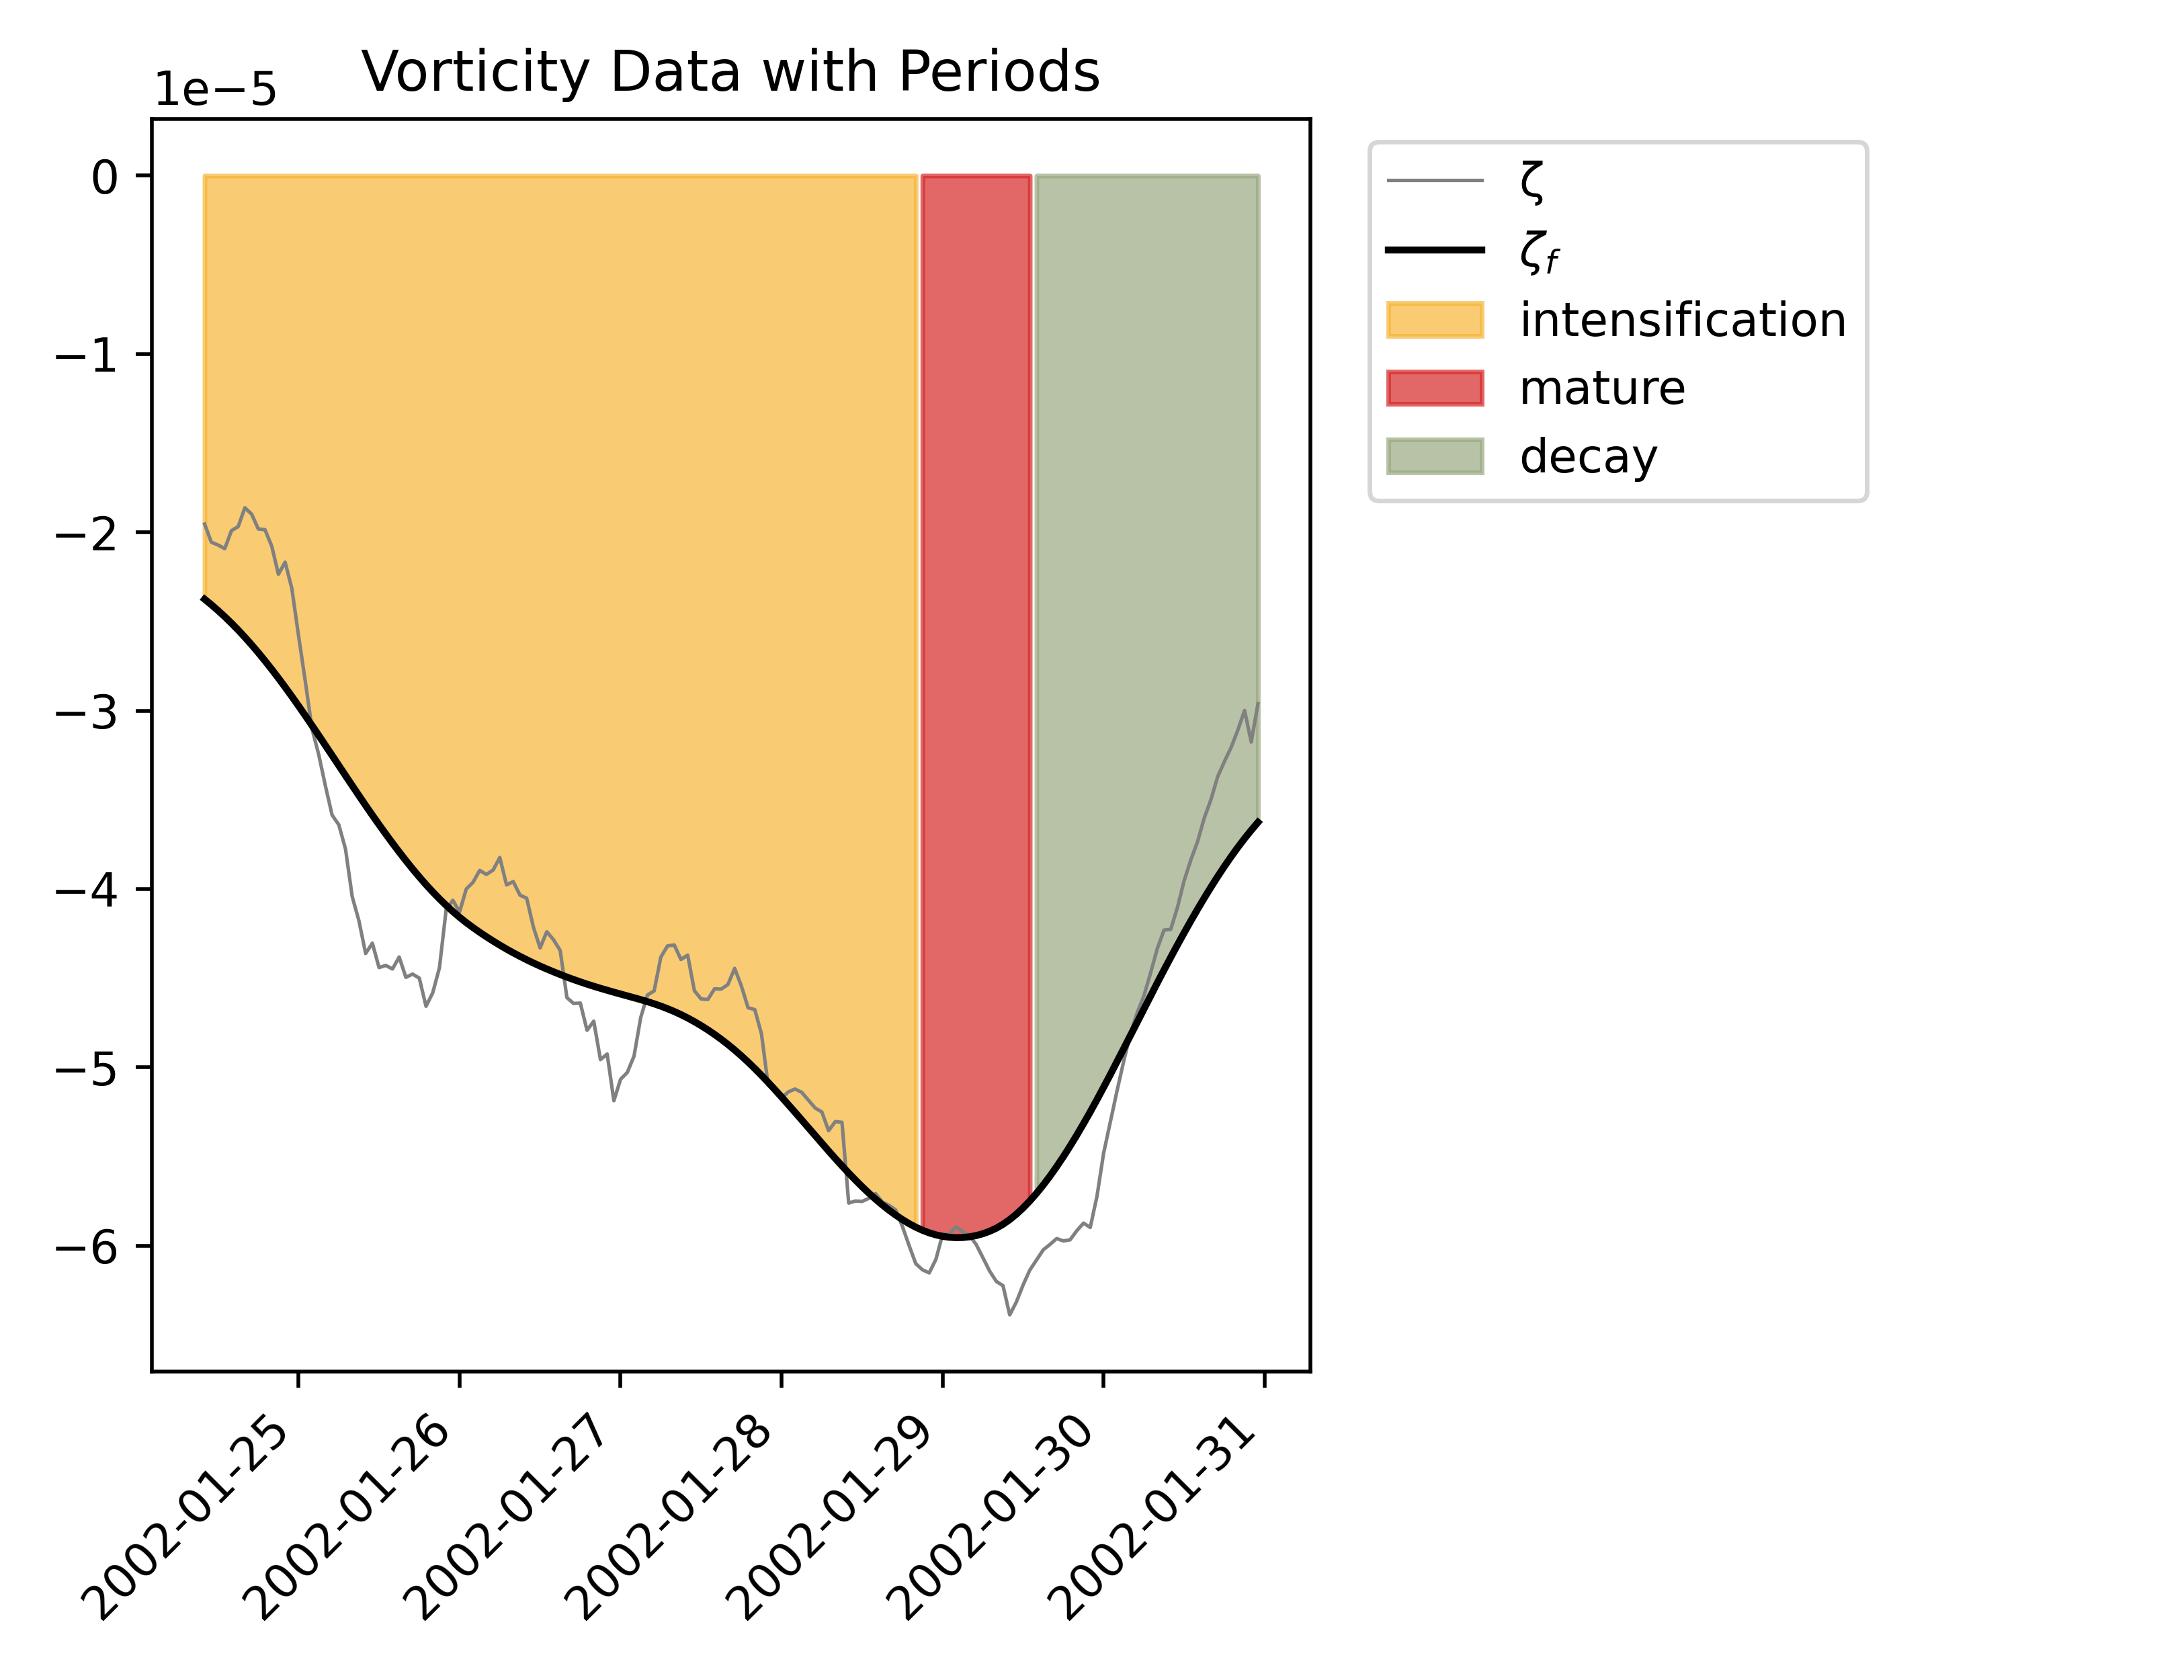 Vorticity Data with Periods
1e−5
0
−1
−2
−3
−4
−5
−6
2002-01-25
2002-01-26
2002-01-27
2002-01-28
2002-01-29
2002-01-30
2002-01-31
ζ
ζf
intensification
mature
decay